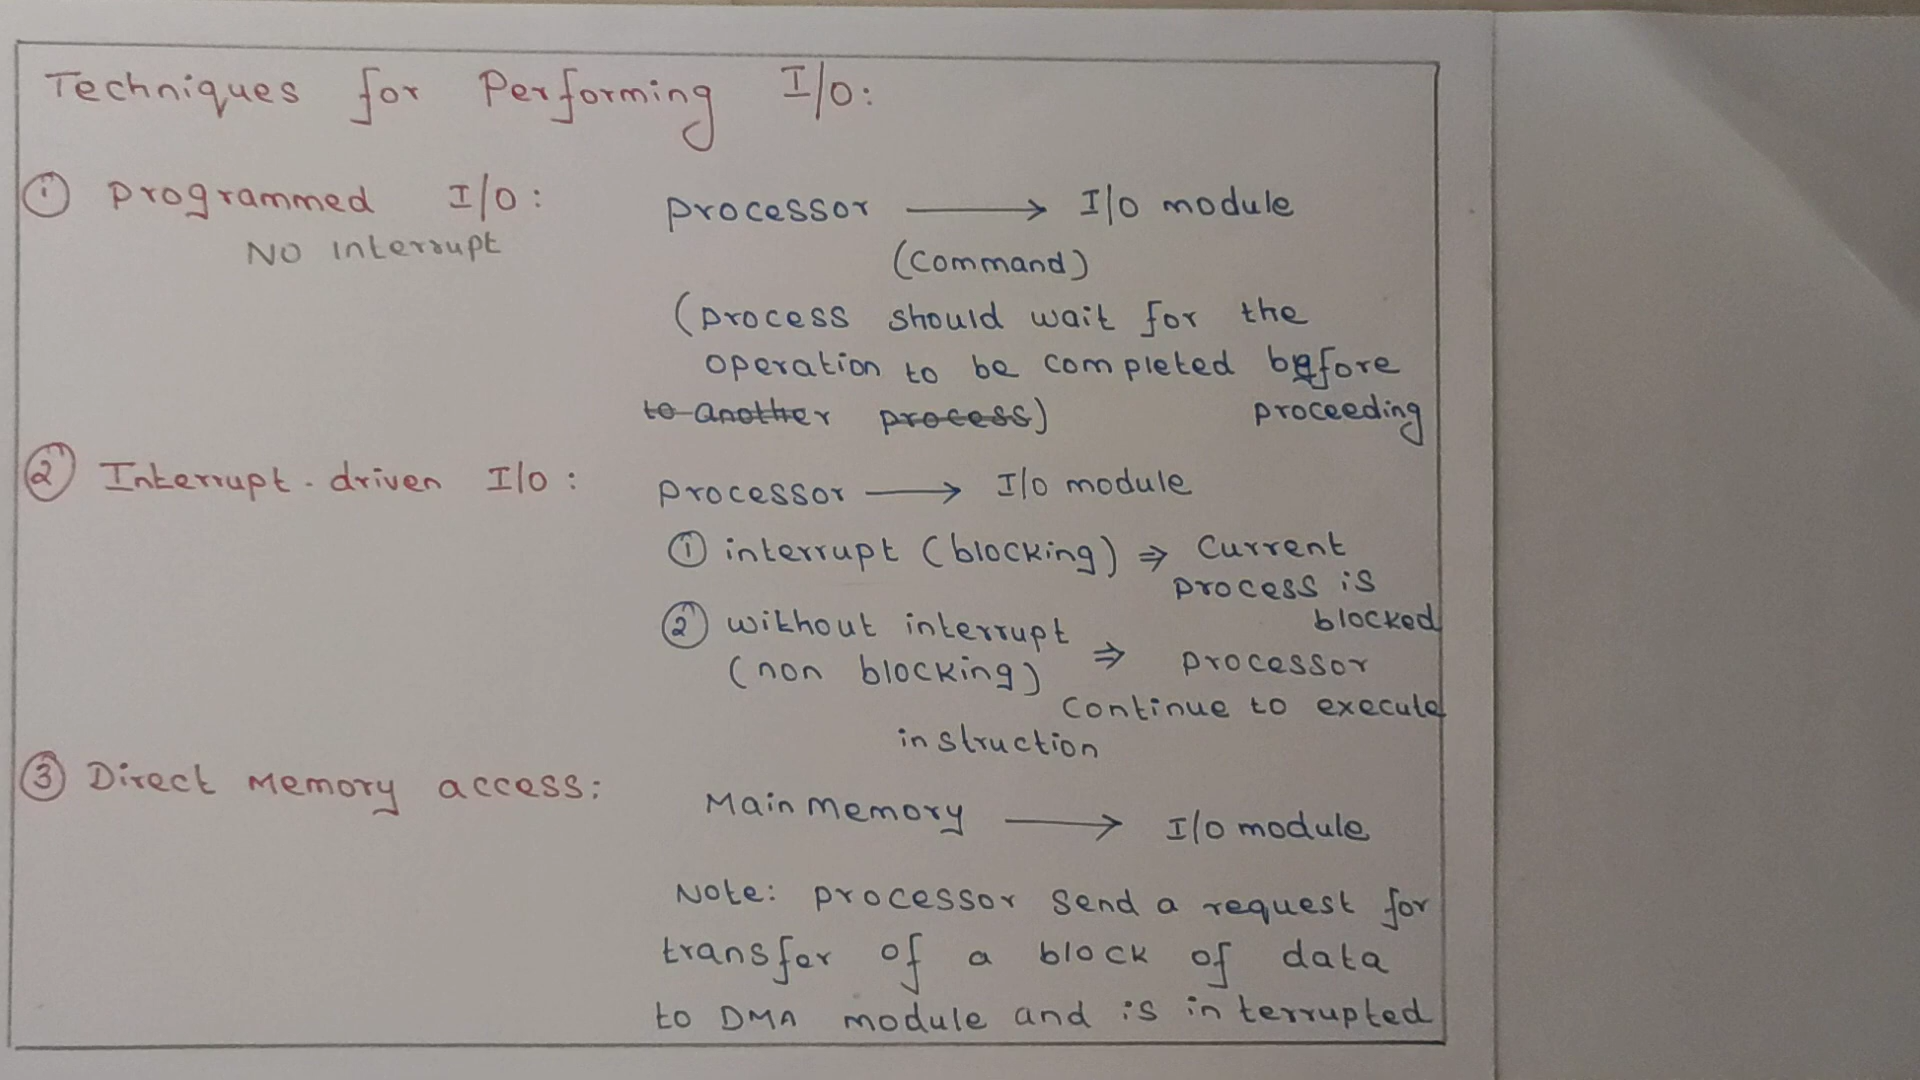 Techniques for Performing I/O:
① Programmed I/O: processor ⟶ I/O module
NO Interrupt
(command)
(process should wait for the
operation to be completed before
to another process) proceeding
② Interrupt-driven I/O: processor ⟶ I/O module
① interrupt (blocking) ⇒ Current
process is
blocked
② without interrupt
(non blocking) ⇒ processor
continue to execute
instruction
③ Direct Memory access:
Main memory ⟶ I/O module
Note: processor send a request for
transfer of a block of data
to DMA module and is interrupted